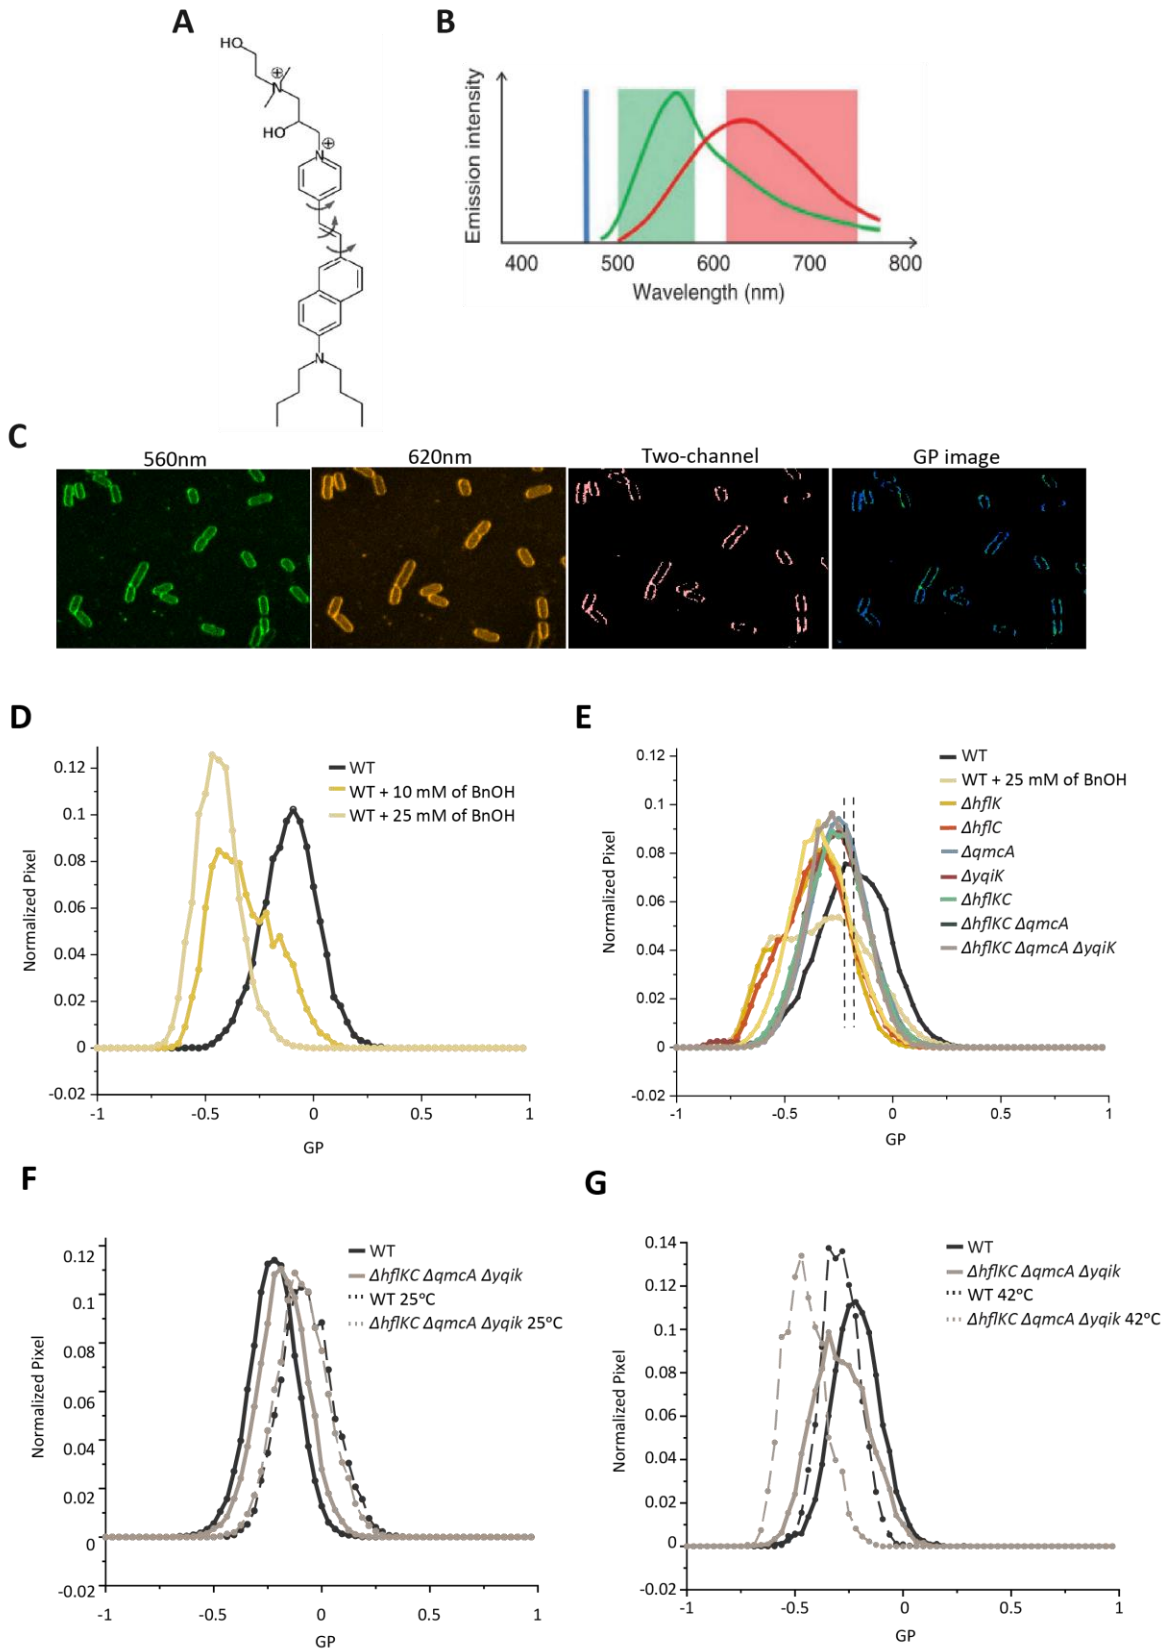 A
HO
⊕
N
HO
⊕
N
N
B
Emission intensity
400 500 600 700 800
Wavelength (nm)
C
560nm 620nm Two-channel GP image
D
Normalized Pixel
0.12
0.1
0.08
0.06
0.04
0.02
0
-0.02
-1 -0.5 0 0.5 1
GP
WT
WT + 10 mM of BnOH
WT + 25 mM of BnOH
E
Normalized Pixel
0.12
0.1
0.08
0.06
0.04
0.02
0
-0.02
-1 -0.5 0 0.5 1
GP
WT
WT + 25 mM of BnOH
ΔhflK
ΔhflC
ΔqmcA
ΔyqiK
ΔhflKC
ΔhflKC ΔqmcA
ΔhflKC ΔqmcA ΔyqiK
F
Normalized Pixel
0.12
0.1
0.08
0.06
0.04
0.02
0
-0.02
-1 -0.5 0 0.5 1
GP
WT
ΔhflKC ΔqmcA Δyqik
WT 25°C
ΔhflKC ΔqmcA Δyqik 25°C
G
Normalized Pixel
0.14
0.12
0.1
0.08
0.06
0.04
0.02
0
-0.02
-1 -0.5 0 0.5 1
GP
WT
ΔhflKC ΔqmcA Δyqik
WT 42°C
ΔhflKC ΔqmcA Δyqik 42°C